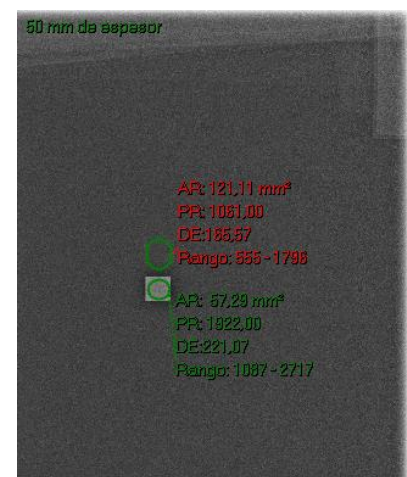 50 mm de espesor
AR: 121,11 mm²
PR: 1061,00
DE:165,57
Rango: 555 - 1796
AR: 57,29 mm²
PR: 1922,00
DE:221,07
Rango: 1087 - 2717